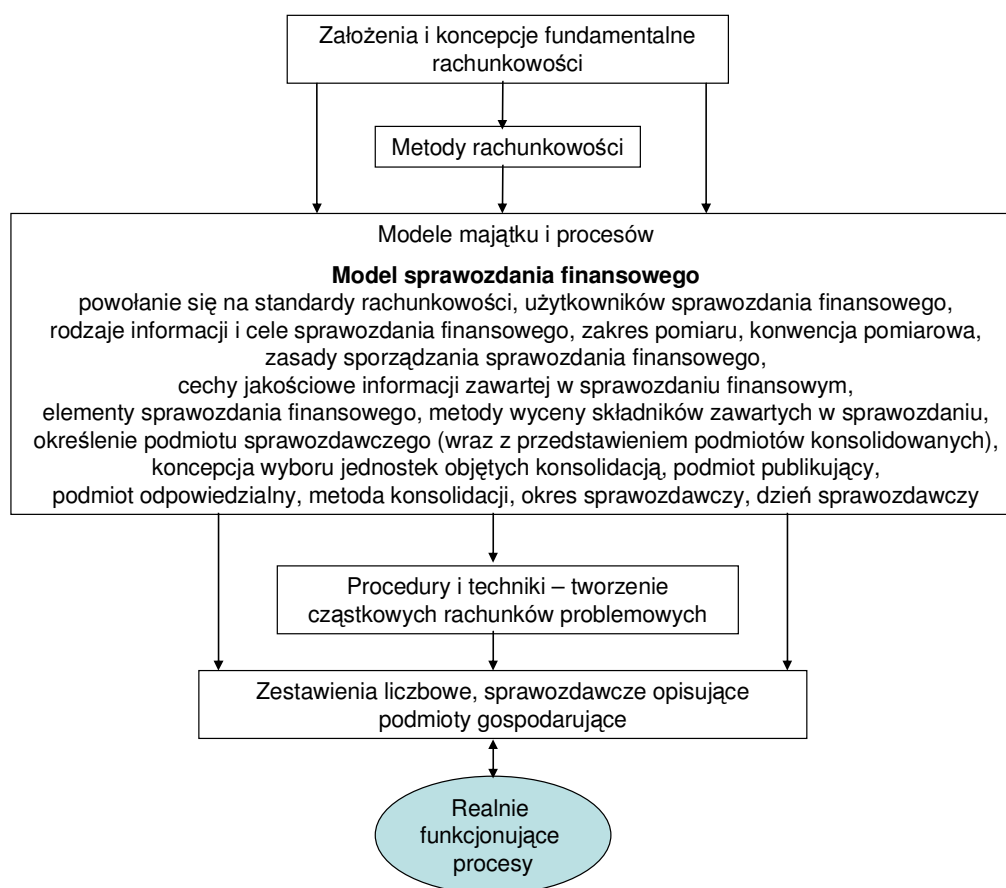 Założenia i koncepcje fundamentalne
rachunkowości
Metody rachunkowości
Modele majątku i procesów
Model sprawozdania finansowego
powołanie się na standardy rachunkowości, użytkowników sprawozdania finansowego,
rodzaje informacji i cele sprawozdania finansowego, zakres pomiaru, konwencja pomiarowa,
zasady sporządzania sprawozdania finansowego,
cechy jakościowe informacji zawartej w sprawozdaniu finansowym,
elementy sprawozdania finansowego, metody wyceny składników zawartych w sprawozdaniu,
określenie podmiotu sprawozdawczego (wraz z przedstawieniem podmiotów konsolidowanych),
koncepcja wyboru jednostek objętych konsolidacją, podmiot publikujący,
podmiot odpowiedzialny, metoda konsolidacji, okres sprawozdawczy, dzień sprawozdawczy
Procedury i techniki – tworzenie
cząstkowych rachunków problemowych
Zestawienia liczbowe, sprawozdawcze opisujące
podmioty gospodarujące
Realnie
funkcjonujące
procesy